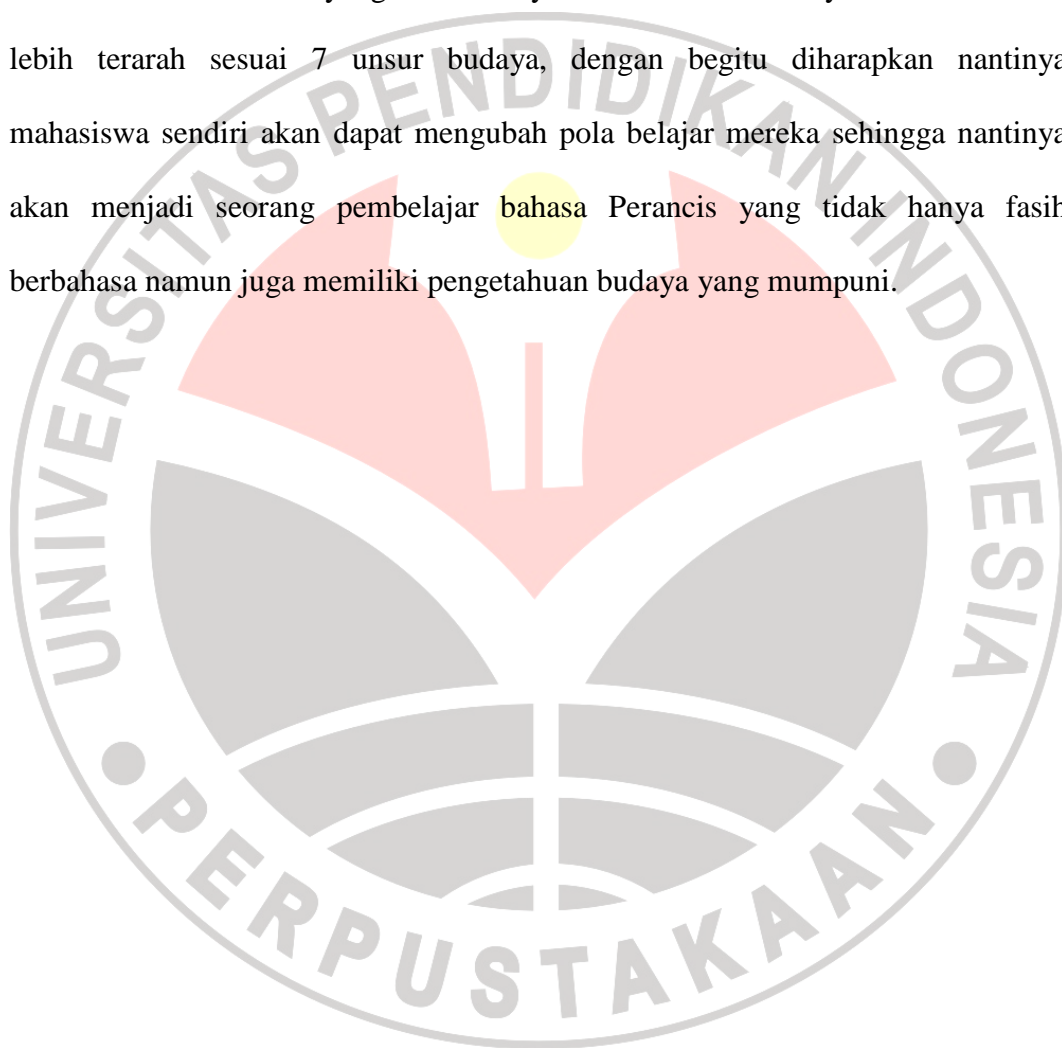 lebih terarah sesuai 7 unsur budaya, dengan begitu diharapkan nantinya
mahasiswa sendiri akan dapat mengubah pola belajar mereka sehingga nantinya
akan menjadi seorang pembelajar bahasa Perancis yang tidak hanya fasih
berbahasa namun juga memiliki pengetahuan budaya yang mumpuni.
UNIVERSITAS PENDIDIKAN INDONESIA
PERPUSTAKAAN